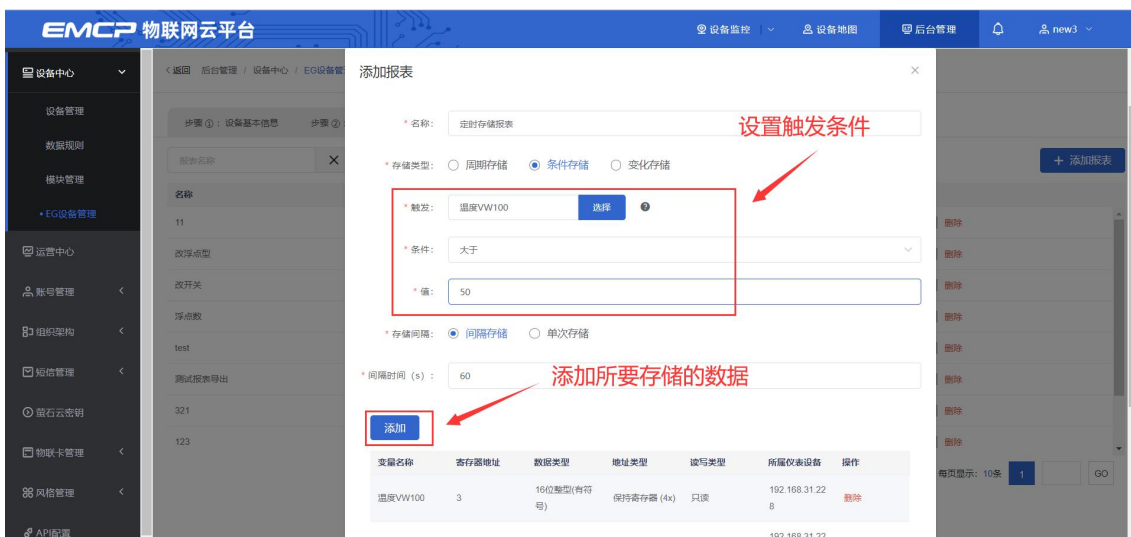 EMCP 物联网云平台
设备监控 设备地图 后台管理 new3
设备中心
设备管理
数据规则
模块管理
•EG设备管理
运营中心
账号管理
组织架构
短信管理
萤石云密钥
物联卡管理
风格管理
API配置
<返回 后台管理 / 设备中心 / EG设备管
步骤①：设备基本信息 步骤②
报表名称 X
+ 添加报表
名称
11 删除
改浮点型 删除
改开关
浮点数 删除
test 删除
测试报表导出 删除
321 删除
123 删除
每页显示: 10条 1 GO
添加报表 ×
* 名称: 定时存储报表
设置触发条件
* 存储类型: 周期存储 条件存储 变化存储
* 触发: 温度VW100 选择 ?
* 条件: 大于
* 值: 50
* 存储间隔: 间隔存储 单次存储
* 间隔时间（s）: 60
添加所要存储的数据
添加
变量名称 寄存器地址 数据类型 地址类型 读写类型 所属仪表设备 操作
温度VW100 3 16位整型(有符号) 保持寄存器 (4x) 只读 192.168.31.228 删除
192.168.31.22